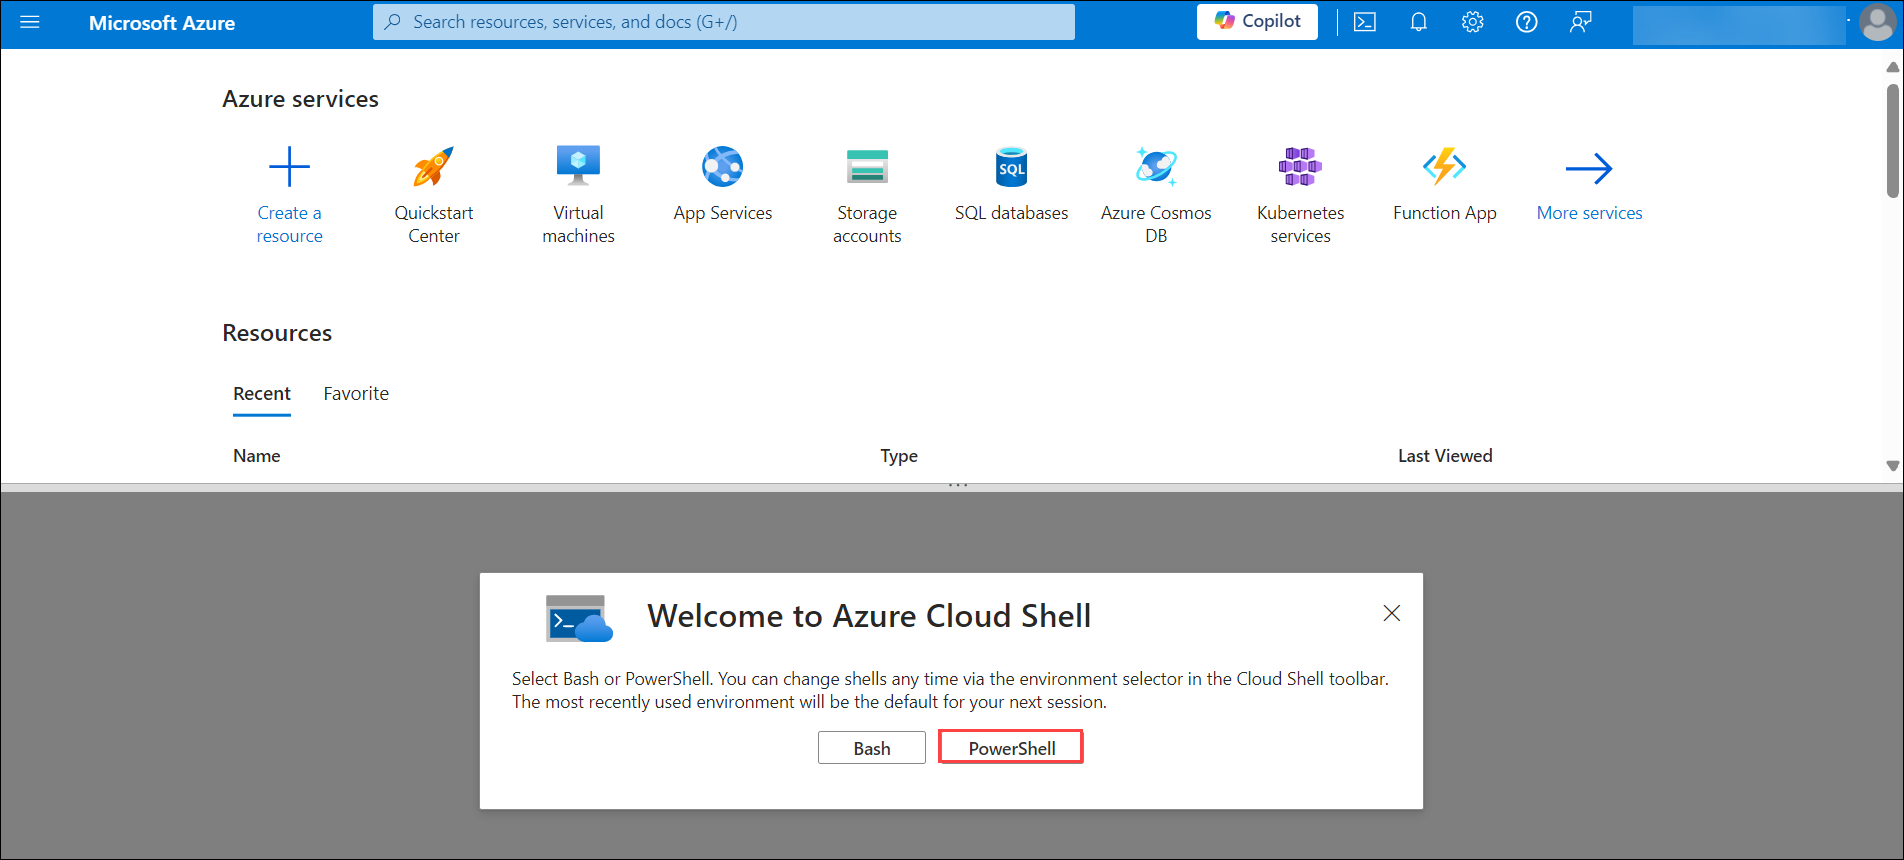 Microsoft Azure
Search resources, services, and docs (G+/)
Copilot
Azure services
Create a
resource
Quickstart
Center
Virtual
machines
App Services
Storage
accounts
SQL
SQL databases
Azure Cosmos
DB
Kubernetes
services
Function App
More services
Resources
Recent
Favorite
Name
Type
Last Viewed
Welcome to Azure Cloud Shell
Select Bash or PowerShell. You can change shells any time via the environment selector in the Cloud Shell toolbar.
The most recently used environment will be the default for your next session.
Bash
PowerShell